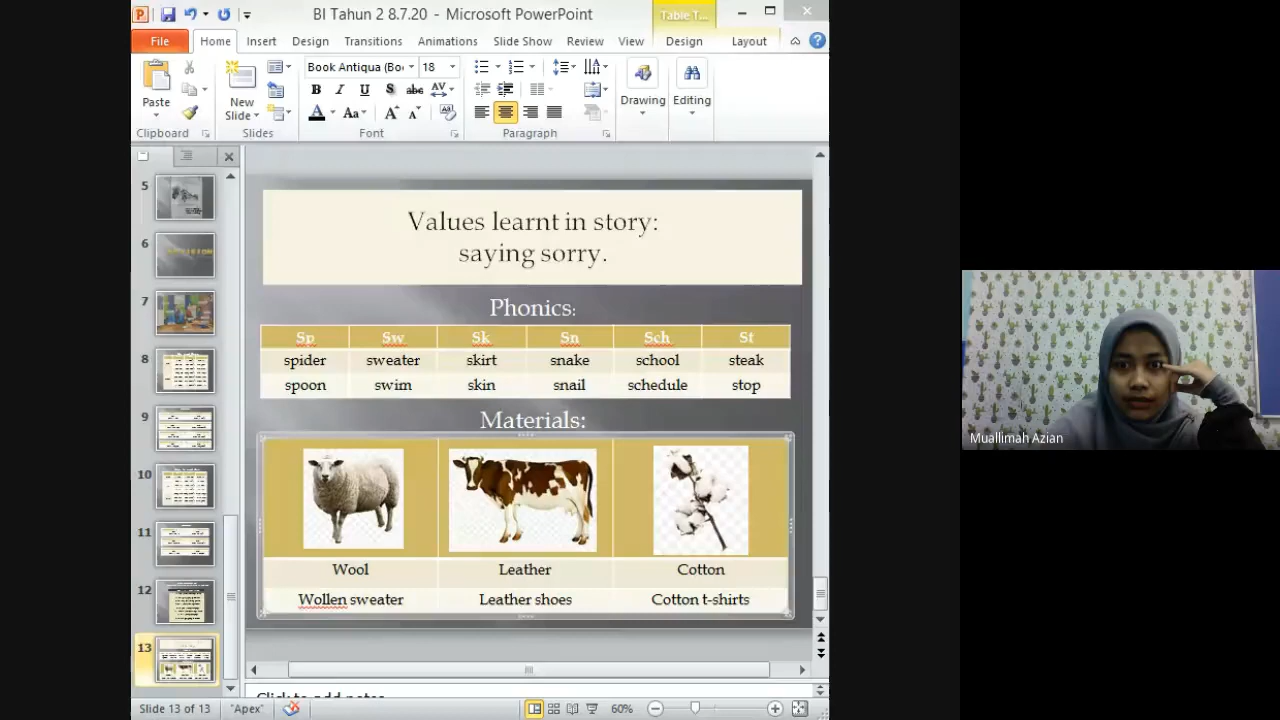 BI Tahun 2 8.7.20 - Microsoft PowerPoint
Table T...
File Home Insert Design Transitions Animations Slide Show Review View Design Layout
Book Antiqua (Bo 18
Paste
New
Slide
Drawing
Editing
Clipboard
Slides
Font
Paragraph
5
6
7
8
9
10
11
12
13
Values learnt in story:
saying sorry.
Phonics:
Sp Sw Sk Sn Sch St
spider sweater skirt snake school steak
spoon swim skin snail schedule stop
Materials:
Wool Leather Cotton
Wollen sweater Leather shoes Cotton t-shirts
Click to add notes
Slide 13 of 13 "Apex" 60%
Muallimah Azian